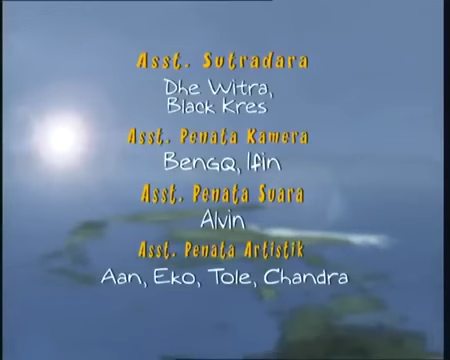 Asst. Sutradara
Dhe Witra,
Black Kres
Asst. Penata Kamera
BenGQ, Ifin
Asst. Penata Suara
Alvin
Asst. Penata Artistik
Aan, Eko, Tole, Chandra